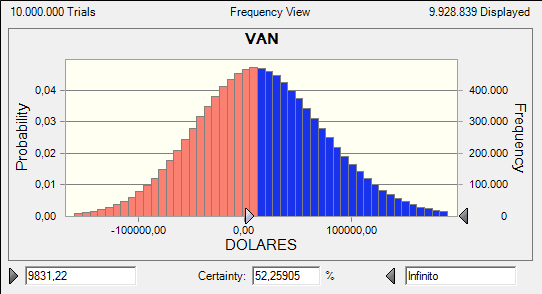 10.000.000 Trials Frequency View 9.928.839 Displayed
VAN
0,04 400.000
0,03 300.000
0,02 200.000
0,01 100.000
0,00 0
Probability
Frequency
-100000,00 0,00 100000,00
DOLARES
9831,22 Certainty: 52,25905 % Infinito